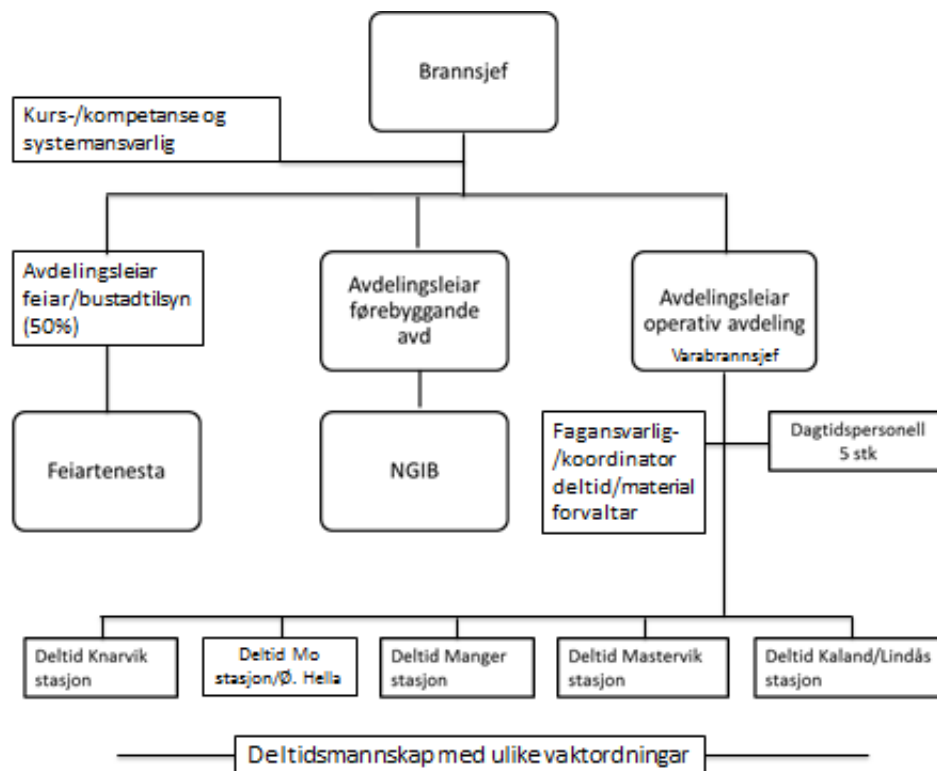 Brannsjef
Kurs-/kompetanse og
systemansvarlig
Avdelingsleiar
feiar/bustadtilsyn
(50%)
Avdelingsleiar
førebyggande
avd
Avdelingsleiar
operativ avdeling
Varabrannsjef
Feiartenesta
NGIB
Fagansvarlig-
/koordinator
deltid/material
forvaltar
Dagtidspersonell
5 stk
Deltid Knarvik
stasjon
Deltid Mo
stasjon/Ø. Hella
Deltid Manger
stasjon
Deltid Mastervik
stasjon
Deltid Kaland/Lindås
stasjon
Deltidsmannskap med ulike vaktordningar